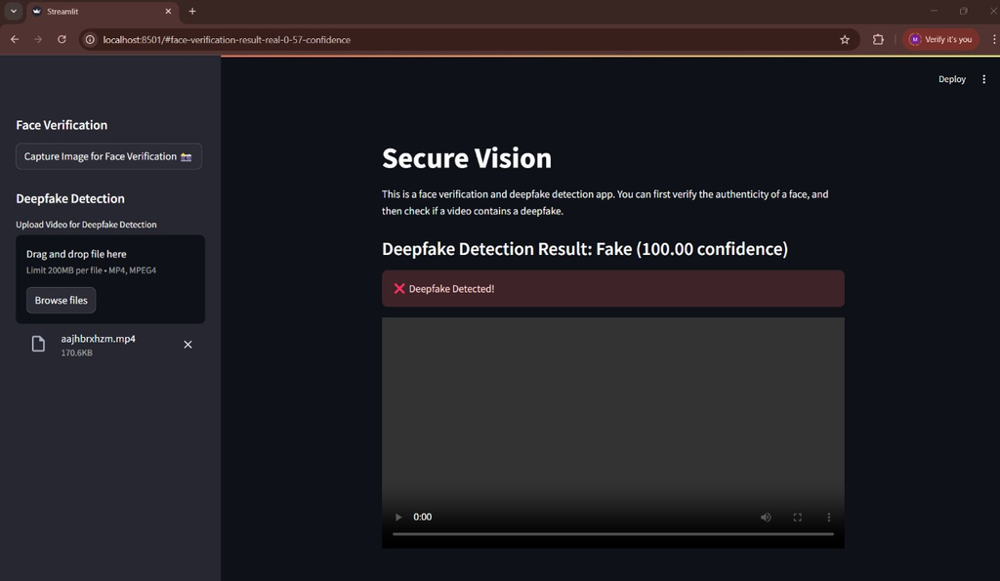 Streamlit
localhost:8501/#face-verification-result-real-0-57-confidence
Verify it's you
Deploy
Face Verification
Capture Image for Face Verification 📸
Deepfake Detection
Upload Video for Deepfake Detection
Drag and drop file here
Limit 200MB per file • MP4, MPEG4
Browse files
aajhbrxhzm.mp4
170.6KB
Secure Vision
This is a face verification and deepfake detection app. You can first verify the authenticity of a face, and
then check if a video contains a deepfake.
Deepfake Detection Result: Fake (100.00 confidence)
❌ Deepfake Detected!
0:00